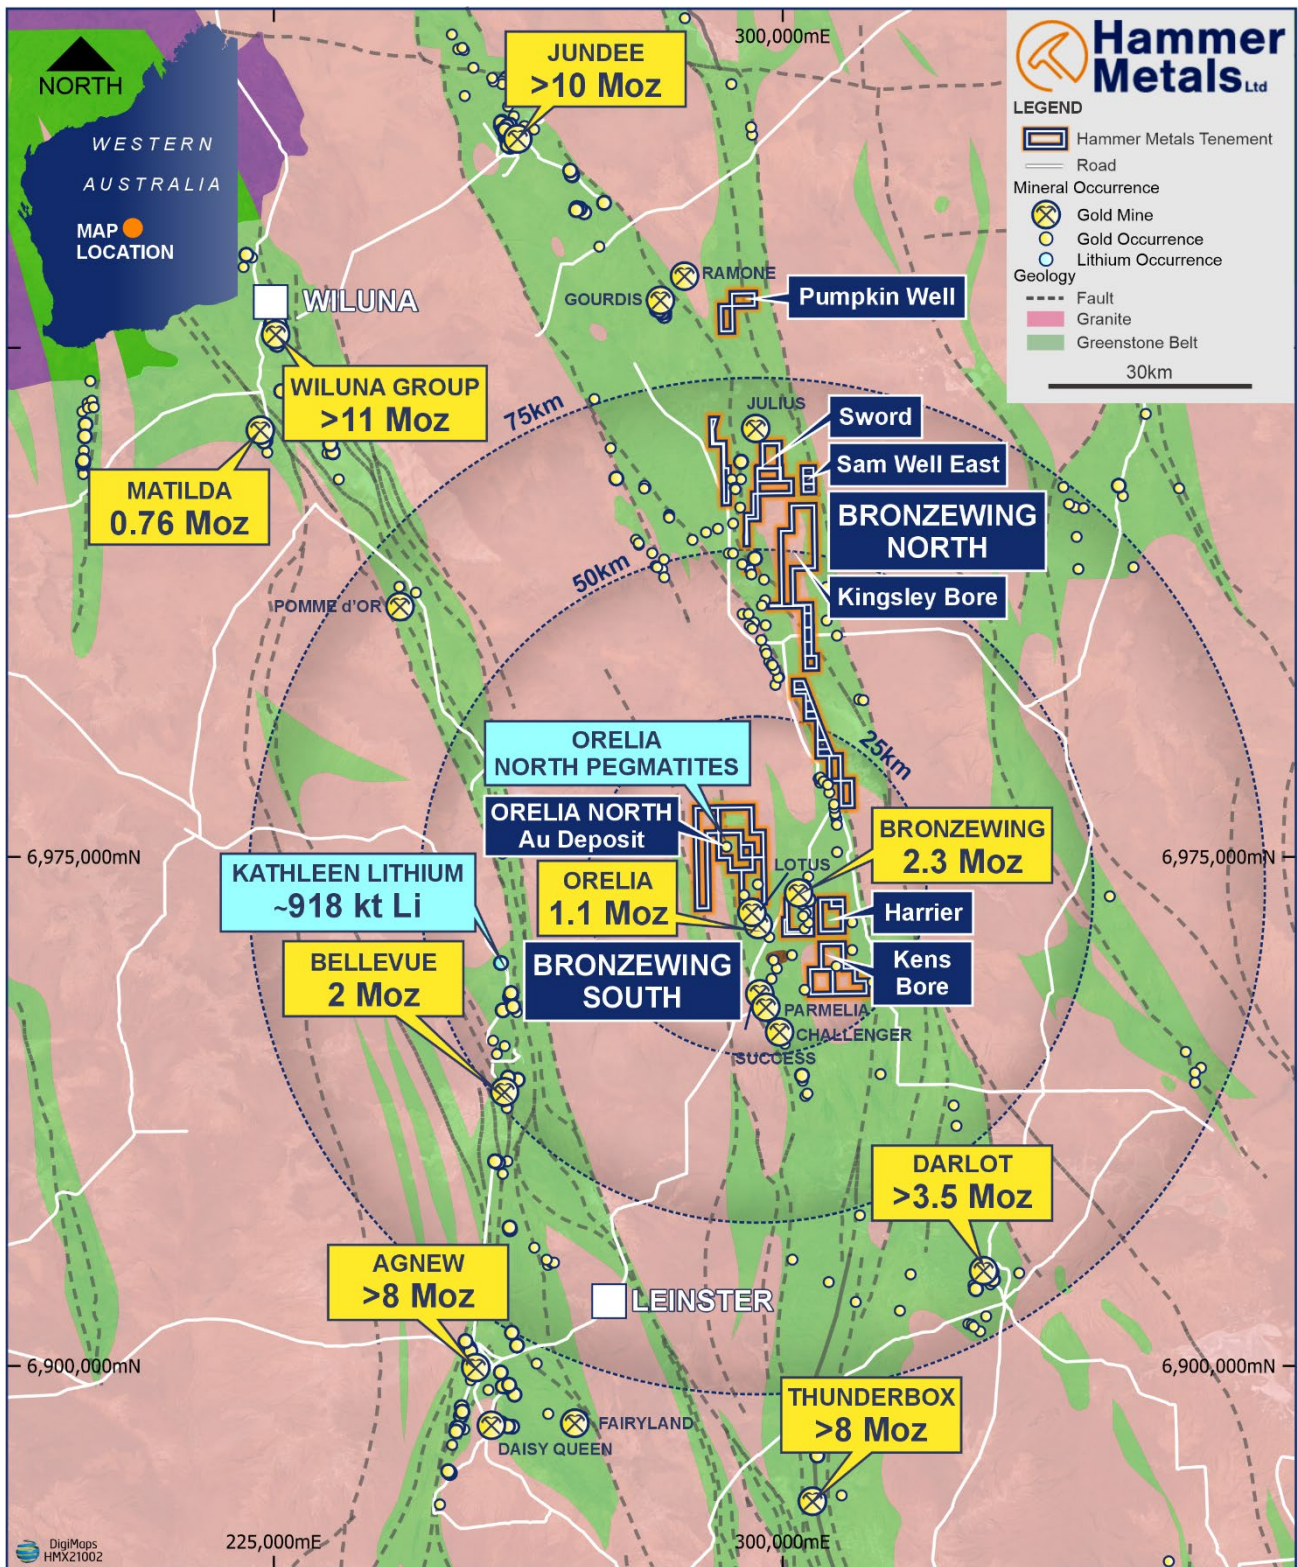 300,000mE
NORTH
WESTERN
AUSTRALIA
MAP
LOCATION
Hammer
Metals Ltd
LEGEND
Hammer Metals Tenement
Road
Mineral Occurrence
Gold Mine
Gold Occurrence
Lithium Occurrence
Geology
Fault
Granite
Greenstone Belt
30km
JUNDEE
>10 Moz
RAMONE
GOURDIS
Pumpkin Well
WILUNA
WILUNA GROUP
>11 Moz
75km
JULIUS
Sword
Sam Well East
MATILDA
0.76 Moz
BRONZEWING
NORTH
50km
Kingsley Bore
POMME d'OR
25km
ORELIA
NORTH PEGMATITES
ORELIA NORTH
Au Deposit
BRONZEWING
2.3 Moz
6,975,000mN
6,975,000mN
KATHLEEN LITHIUM
~918 kt Li
ORELIA
1.1 Moz
LOTUS
Harrier
BELLEVUE
2 Moz
BRONZEWING
SOUTH
Kens
Bore
PARMELIA
CHALLENGER
SUCCESS
DARLOT
>3.5 Moz
AGNEW
>8 Moz
LEINSTER
6,900,000mN
6,900,000mN
THUNDERBOX
>8 Moz
FAIRYLAND
DAISY QUEEN
DigiMaps
HMX21002
225,000mE
300,000mE